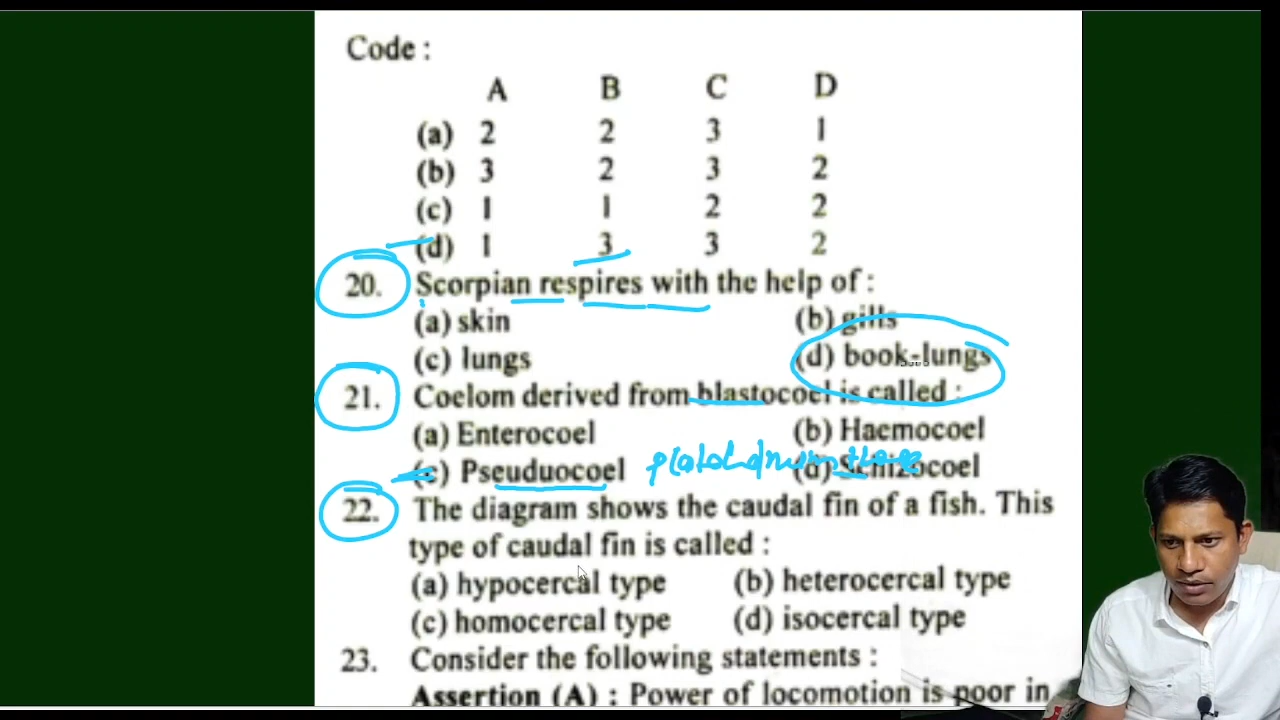 Code :
A B C D
(a) 2 2 3 1
(b) 3 2 3 2
(c) 1 1 2 2
(d) 1 3 3 2
20. Scorpian respires with the help of :
(a) skin (b) gills
(c) lungs (d) book-lungs
21. Coelom derived from blastocoel is called :
(a) Enterocoel (b) Haemocoel
(c) Pseuduocoel (d) Schizocoel
22. The diagram shows the caudal fin of a fish. This
type of caudal fin is called :
(a) hypocercal type (b) heterocercal type
(c) homocercal type (d) isocercal type
23. Consider the following statements :
Assertion (A) : Power of locomotion is poor in